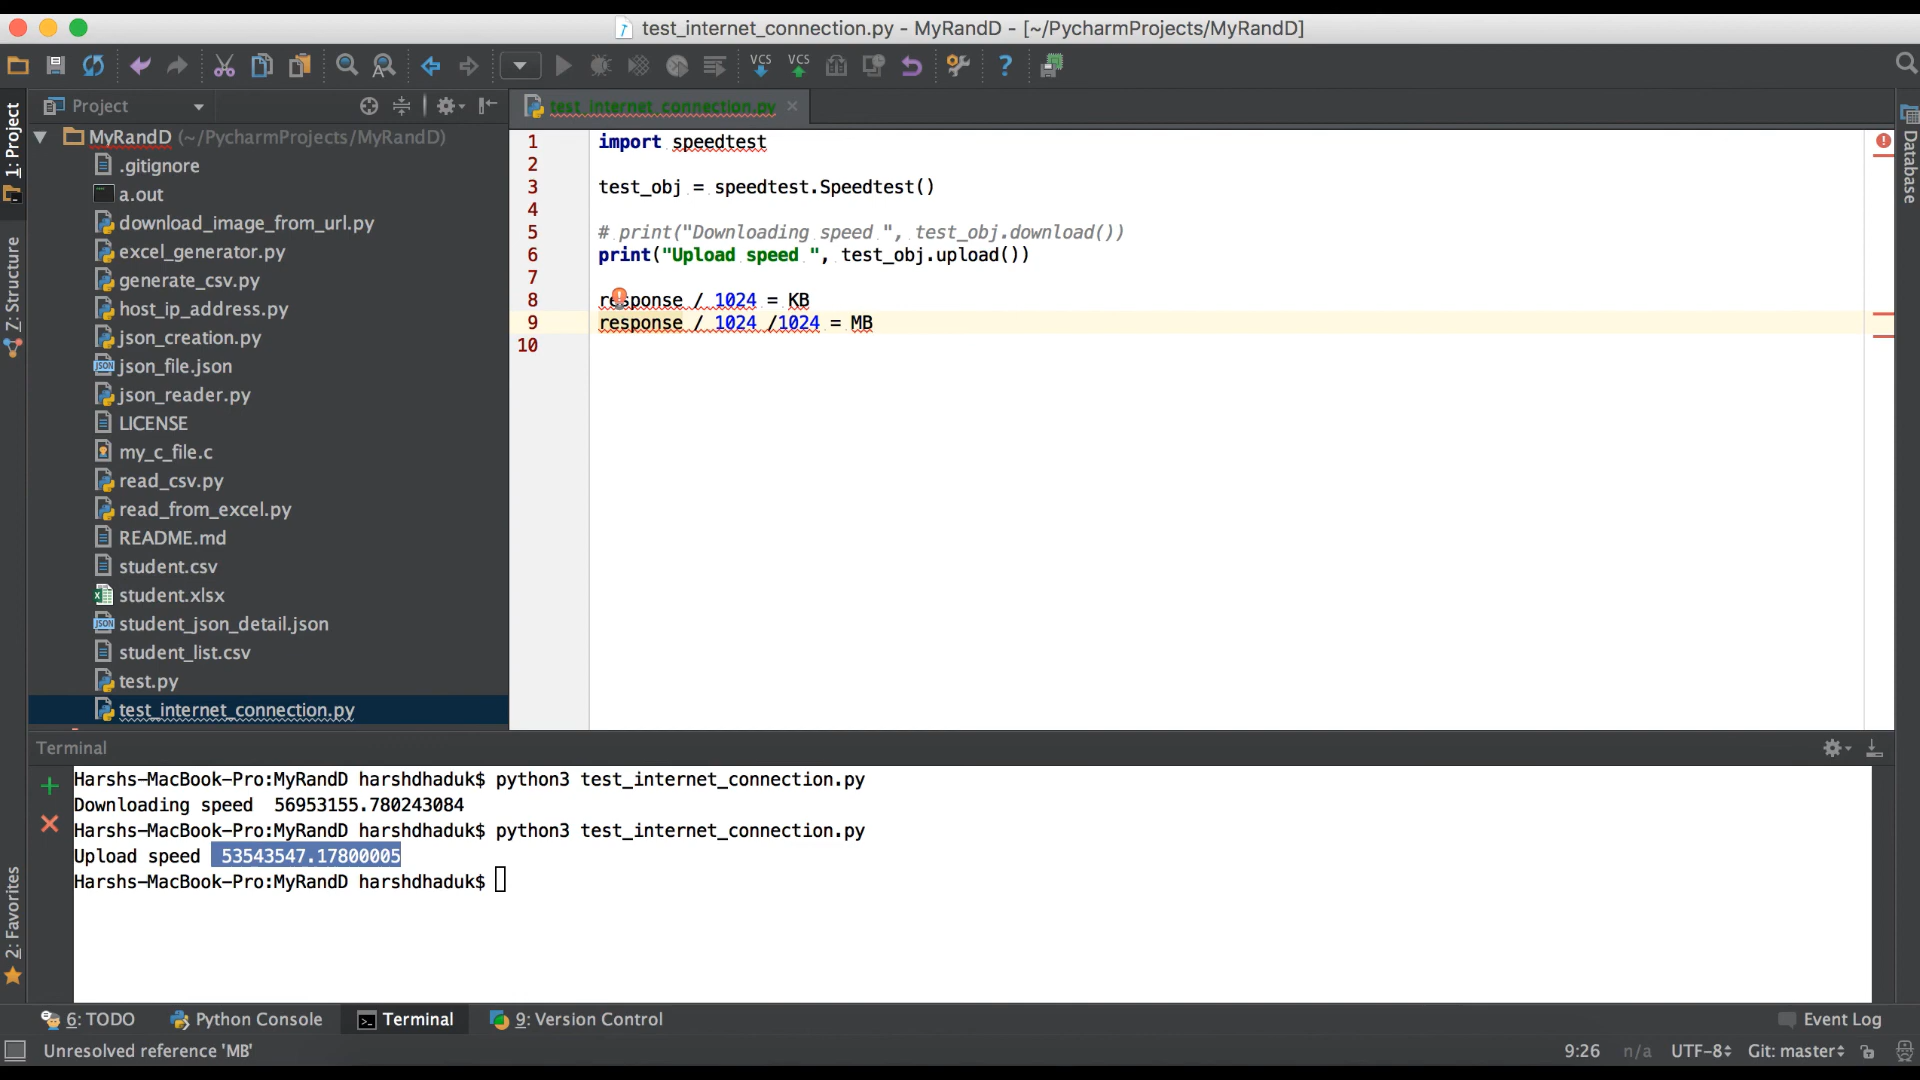 test_internet_connection.py - MyRandD - [~/PycharmProjects/MyRandD]
VCS VCS ?
Project
test_internet_connection.py
1: Project
Z: Structure
2: Favorites
Database
MyRandD (~/PycharmProjects/MyRandD)
.gitignore
a.out
download_image_from_url.py
excel_generator.py
generate_csv.py
host_ip_address.py
json_creation.py
JSON json_file.json
json_reader.py
LICENSE
my_c_file.c
read_csv.py
read_from_excel.py
README.md
student.csv
student.xlsx
JSON student_json_detail.json
student_list.csv
test.py
test_internet_connection.py
1 import speedtest
2
3 test_obj = speedtest.Speedtest()
4
5 # print("Downloading speed ", test_obj.download())
6 print("Upload speed ", test_obj.upload())
7
8 response / 1024 = KB
9 response / 1024 /1024 = MB
10
Terminal
Harshs-MacBook-Pro:MyRandD harshdhaduk$ python3 test_internet_connection.py
Downloading speed  56953155.780243084
Harshs-MacBook-Pro:MyRandD harshdhaduk$ python3 test_internet_connection.py
Upload speed  53543547.17800005
Harshs-MacBook-Pro:MyRandD harshdhaduk$
6: TODO Python Console Terminal 9: Version Control Event Log
Unresolved reference 'MB' 9:26 n/a UTF-8 Git: master